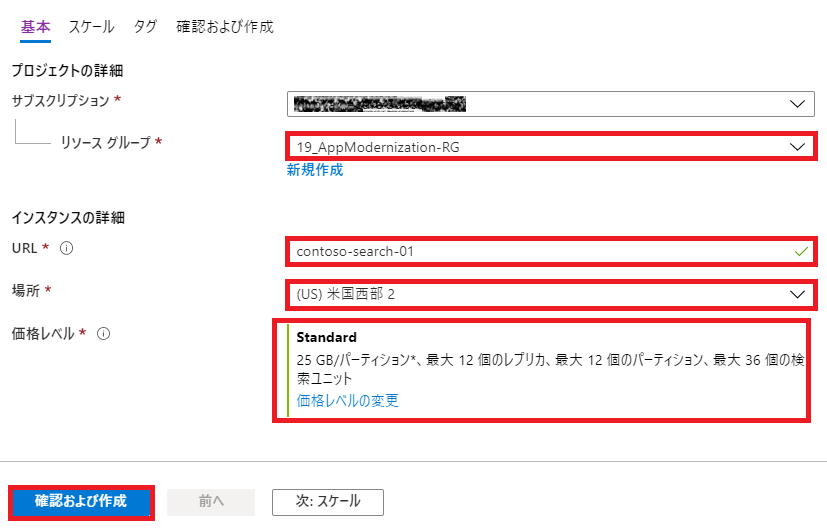 基本 スケール タグ 確認および作成
プロジェクトの詳細
サブスクリプション *
リソース グループ * 19_AppModernization-RG
新規作成
インスタンスの詳細
URL * contoso-search-01
場所 * (US) 米国西部 2
価格レベル * Standard
25 GB/パーティション*、最大 12 個のレプリカ、最大 12 個のパーティション、最大 36 個の検
索ユニット
価格レベルの変更
確認および作成 前へ 次: スケール